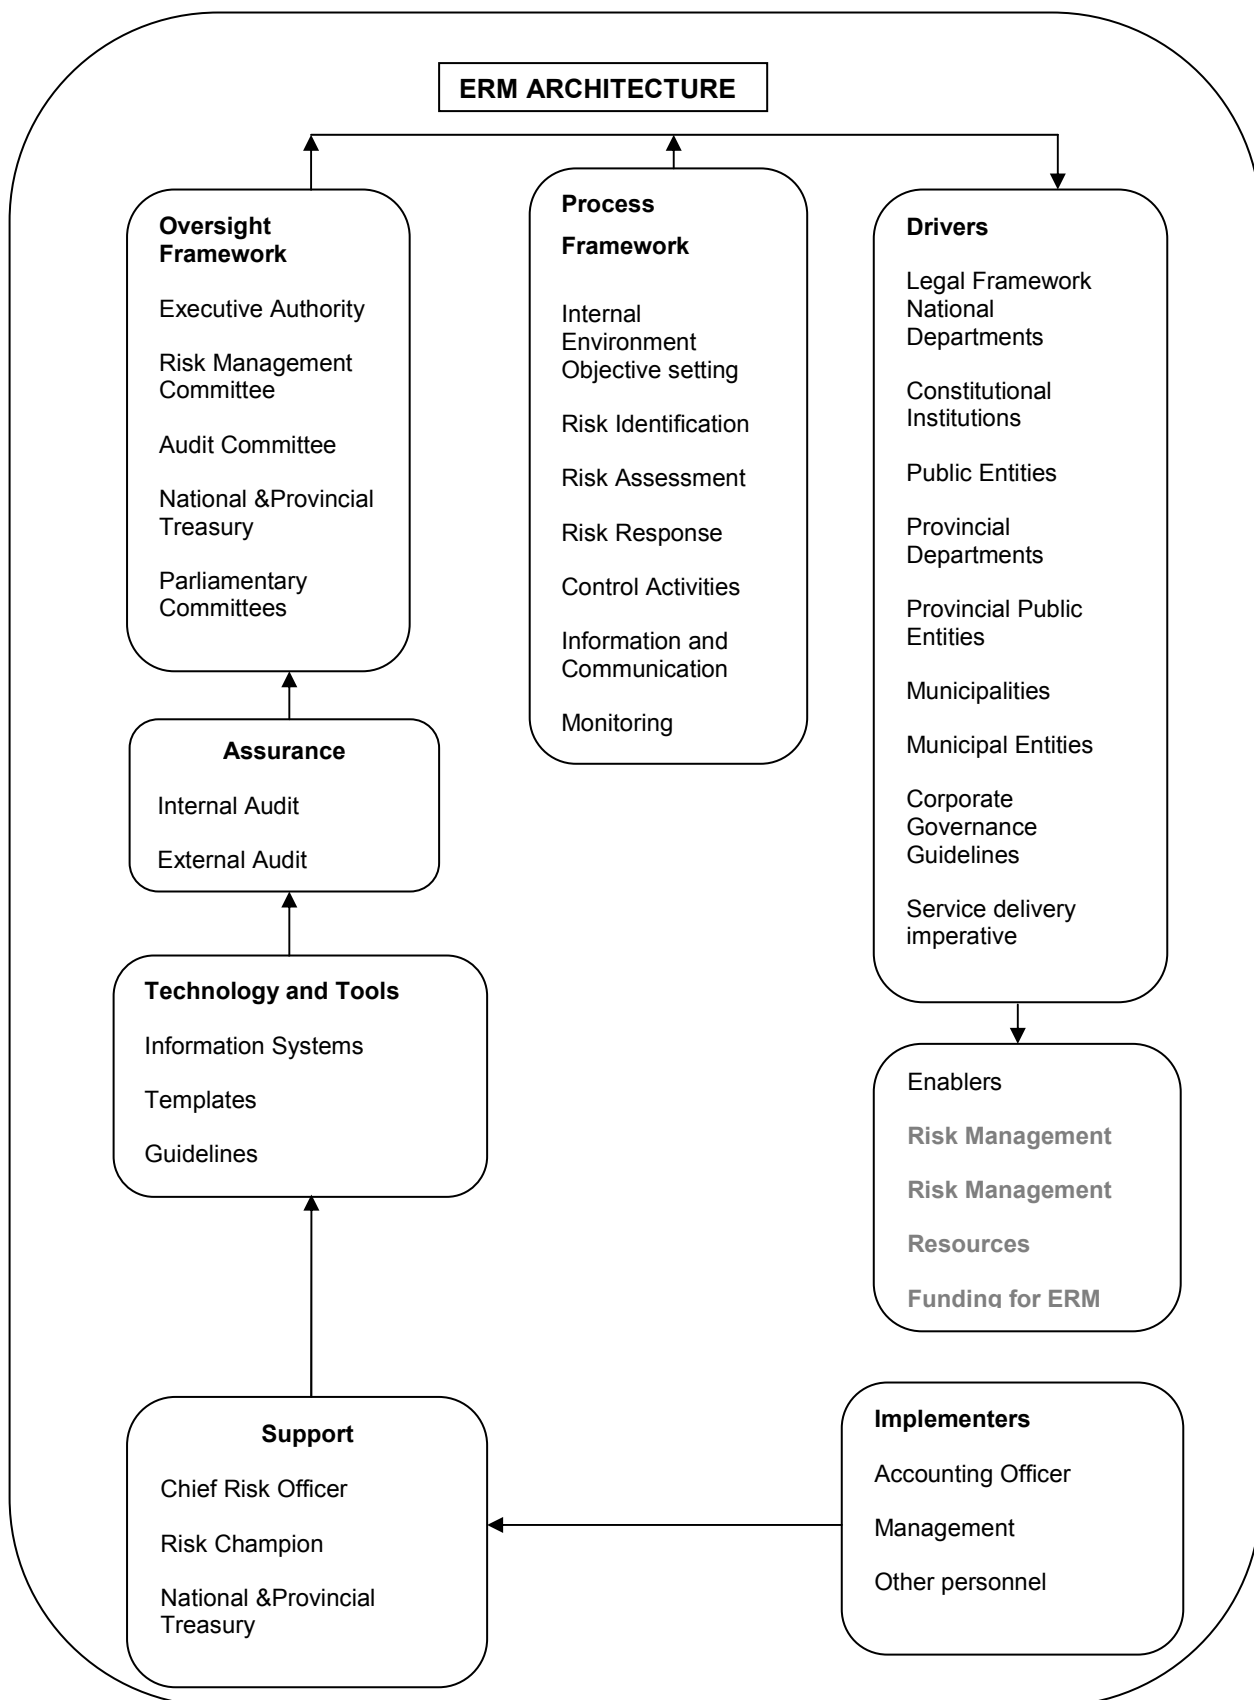 ERM ARCHITECTURE
Oversight
Framework
Executive Authority
Risk Management
Committee
Audit Committee
National &Provincial
Treasury
Parliamentary
Committees
Process
Framework
Internal
Environment
Objective setting
Risk Identification
Risk Assessment
Risk Response
Control Activities
Information and
Communication
Monitoring
Drivers
Legal Framework
National
Departments
Constitutional
Institutions
Public Entities
Provincial
Departments
Provincial Public
Entities
Municipalities
Municipal Entities
Corporate
Governance
Guidelines
Service delivery
imperative
Assurance
Internal Audit
External Audit
Technology and Tools
Information Systems
Templates
Guidelines
Enablers
Risk Management
Risk Management
Resources
Funding for ERM
Support
Chief Risk Officer
Risk Champion
National &Provincial
Treasury
Implementers
Accounting Officer
Management
Other personnel